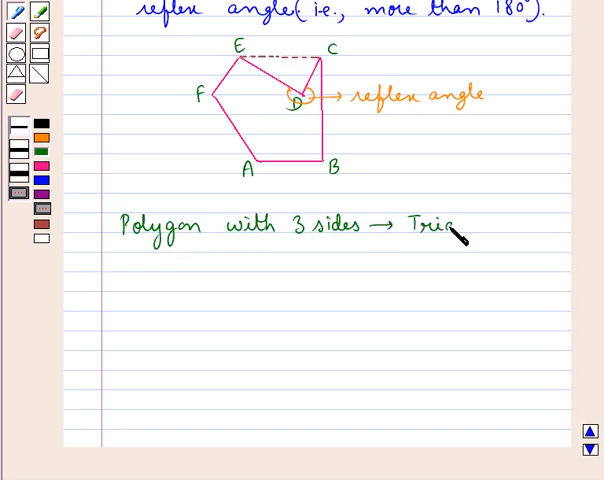 reflex angle( i.e., more than 180°).
E C
F D → reflex angle
A B
Polygon with 3 sides → Tria